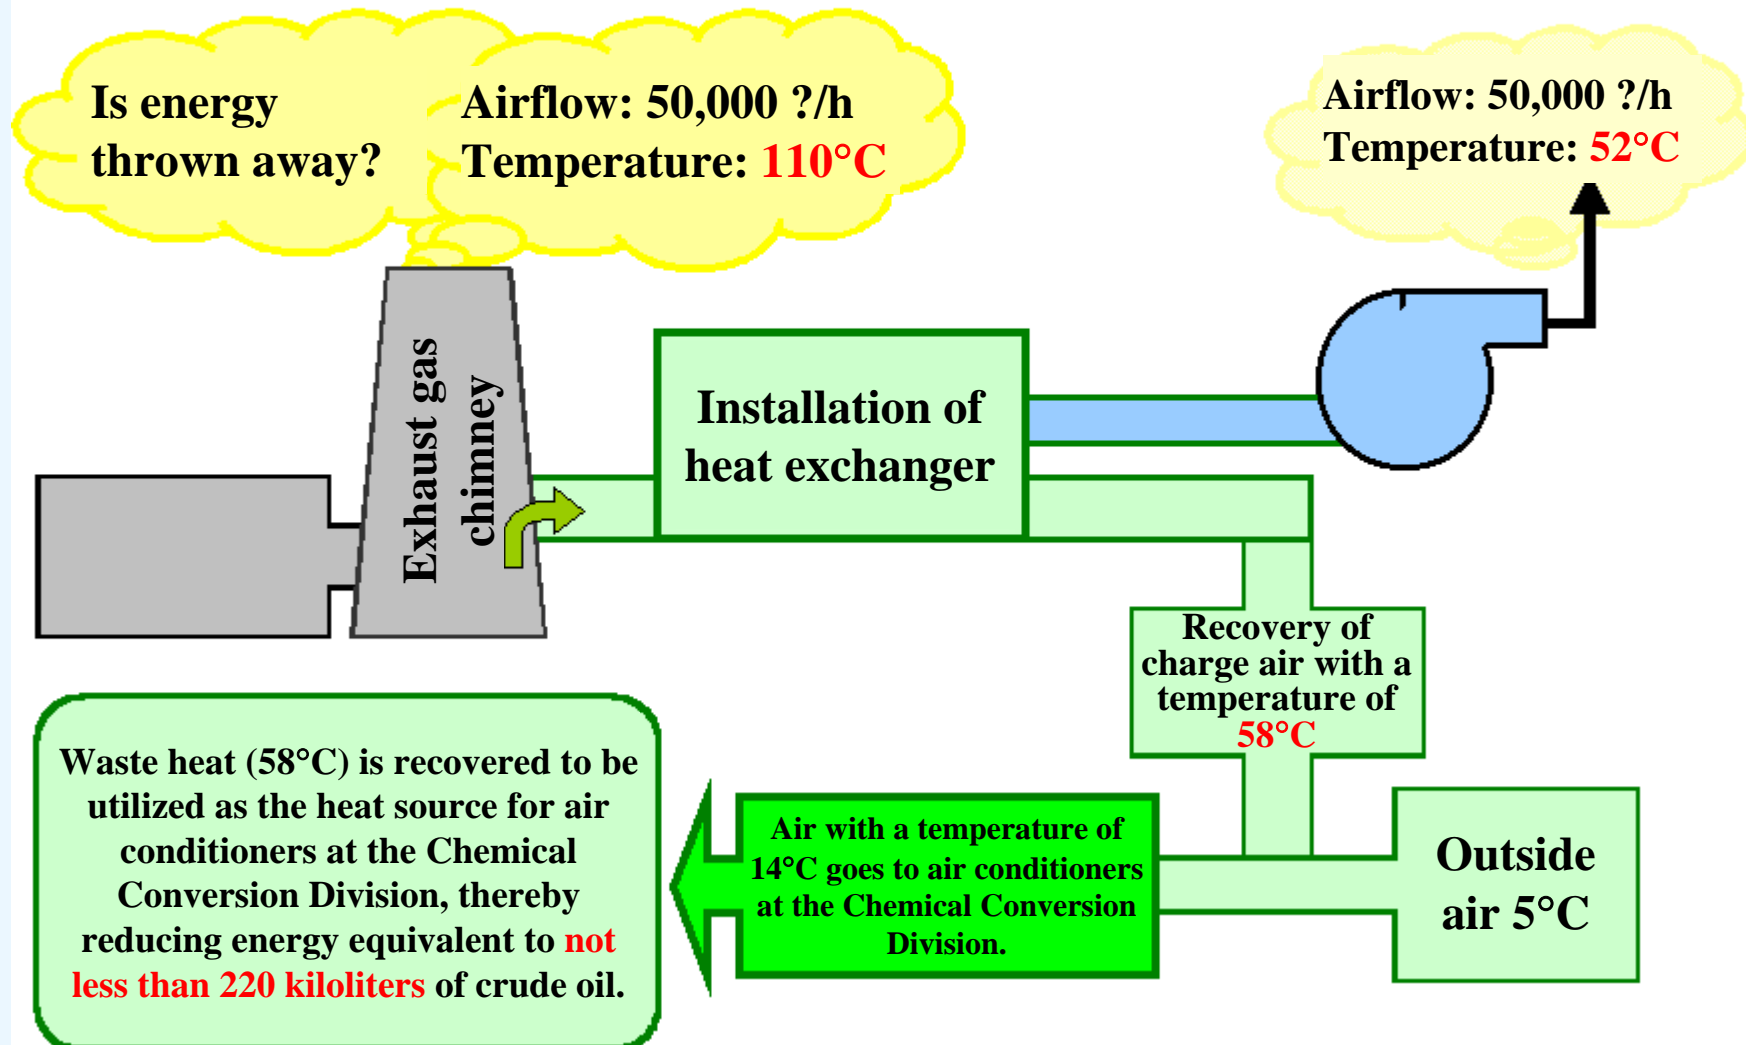 Is energy
thrown away?
Airflow: 50,000 ?/h
Temperature: 110°C
Airflow: 50,000 ?/h
Temperature: 52°C
Exhaust gas
chimney
Installation of
heat exchanger
Recovery of
charge air with a
temperature of
58°C
Waste heat (58°C) is recovered to be
utilized as the heat source for air
conditioners at the Chemical
Conversion Division, thereby
reducing energy equivalent to not
less than 220 kiloliters of crude oil.
Air with a temperature of
14°C goes to air conditioners
at the Chemical Conversion
Division.
Outside
air 5°C